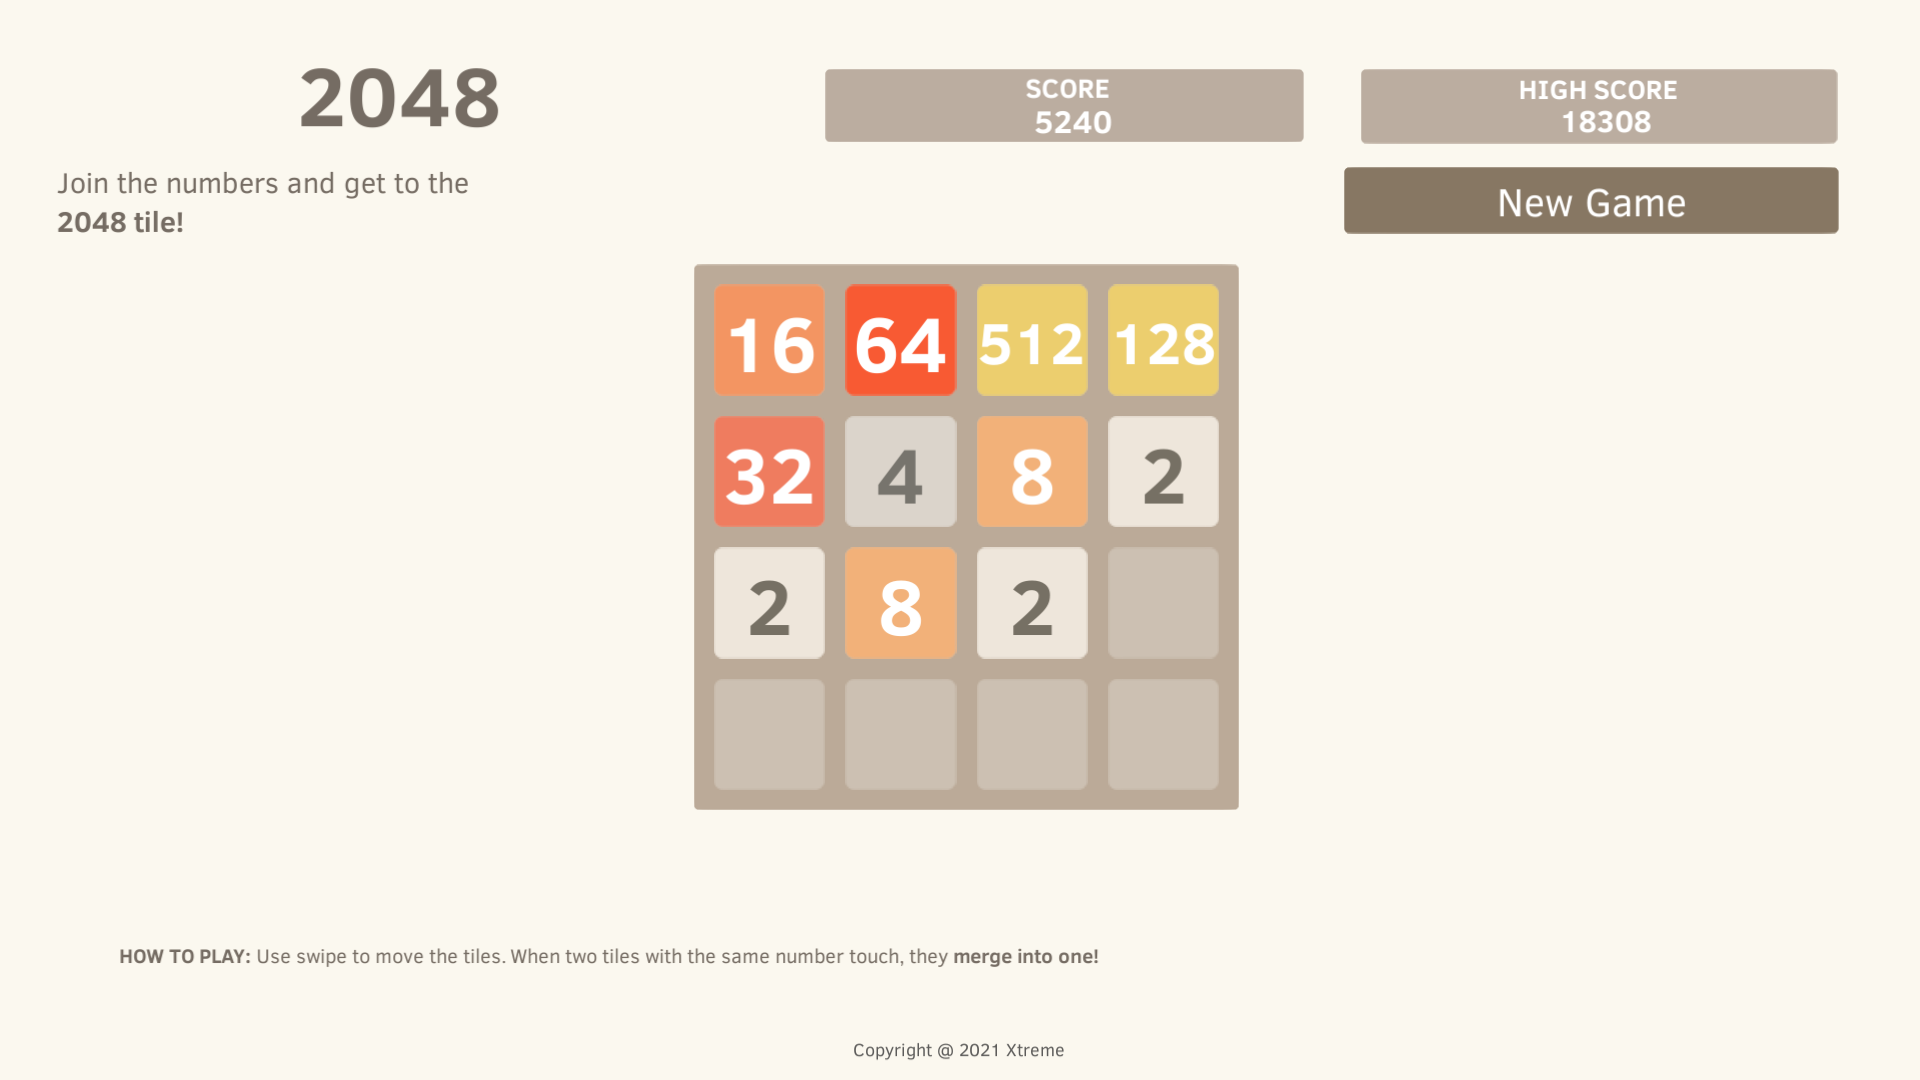 2048
SCORE
5240
HIGH SCORE
18308
Join the numbers and get to the
2048 tile!
New Game
16 64 512 128
32 4 8 2
2 8 2
HOW TO PLAY: Use swipe to move the tiles. When two tiles with the same number touch, they merge into one!
Copyright @ 2021 Xtreme